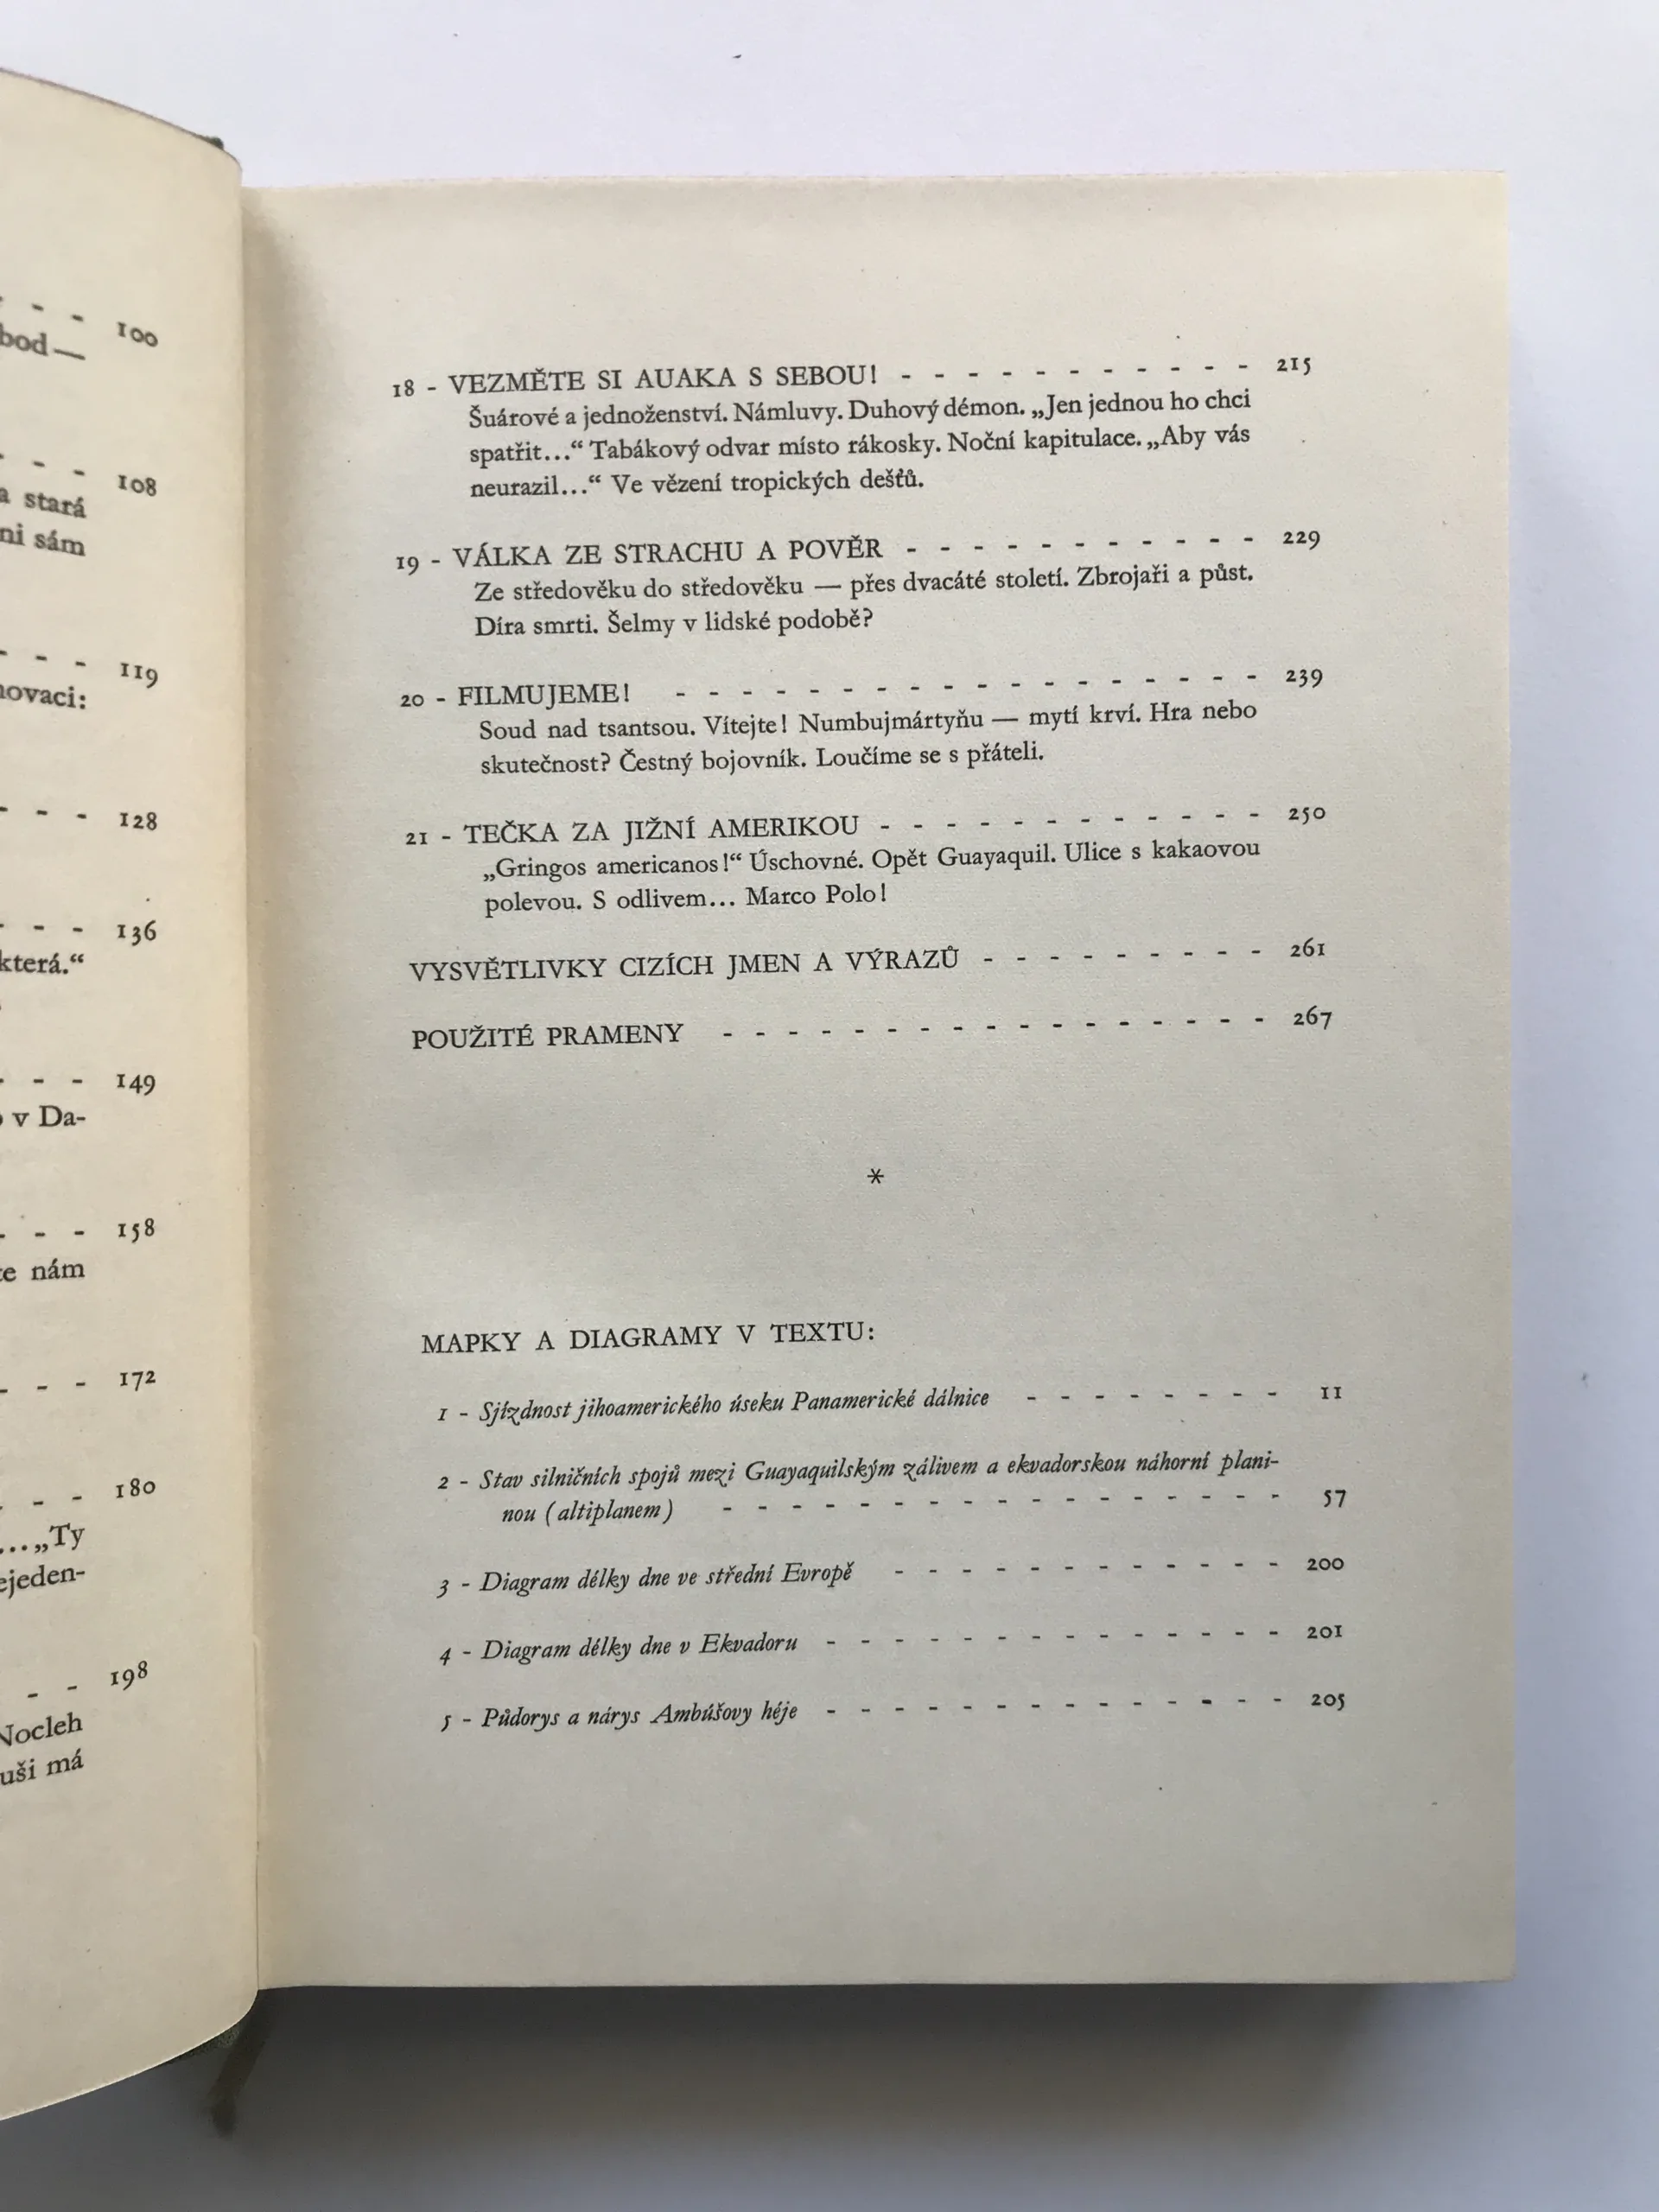 - - 100
bod —
- - - 108
a stará
ni sám
- - - 119
novaci:
- - - 128
- - - 136
která.“
- - - 149
v Da-
- - - 158
nám
- - - 172
- - - 180
...„Ty
ejeden-
- - 198
Nocleh
uši má
18 - VEZMĚTE SI AUAKA S SEBOU! - - - - - - - - - - - 215
Šuárové a jednoženství. Námluvy. Duhový démon. „Jen jednou ho chci
spatřit...“ Tabákový odvar místo rákosky. Noční kapitulace. „Aby vás
neurazil...“ Ve vězení tropických dešťů.
19 - VÁLKA ZE STRACHU A POVĚR - - - - - - - - - - - 229
Ze středověku do středověku — přes dvacáté století. Zbrojaři a půst.
Díra smrti. Šelmy v lidské podobě?
20 - FILMUJEME! - - - - - - - - - - - - - - - - - - 239
Soud nad tsantsou. Vítejte! Numbujmártyňu — mytí krví. Hra nebo
skutečnost? Čestný bojovník. Loučíme se s přáteli.
21 - TEČKA ZA JIŽNÍ AMERIKOU - - - - - - - - - - - - 250
„Gringos americanos!“ Úschovné. Opět Guayaquil. Ulice s kakaovou
polevou. S odlivem... Marco Polo!
VYSVĚTLIVKY CIZÍCH JMEN A VÝRAZŮ - - - - - - - - - 261
POUŽITÉ PRAMENY - - - - - - - - - - - - - - - - - 267
*
MAPKY A DIAGRAMY V TEXTU:
1 - Sjízdnost jihoamerického úseku Panamerické dálnice - - - - - - - - 11
2 - Stav silničních spojů mezi Guayaquilským zálivem a ekvadorskou náhorní plani-
nou (altiplanem) - - - - - - - - - - - - - - - - - 57
3 - Diagram délky dne ve střední Evropě - - - - - - - - - - - - 200
4 - Diagram délky dne v Ekvadoru - - - - - - - - - - - - - - 201
5 - Půdorys a nárys Ambúšovy héje - - - - - - - - - - - - - - 205